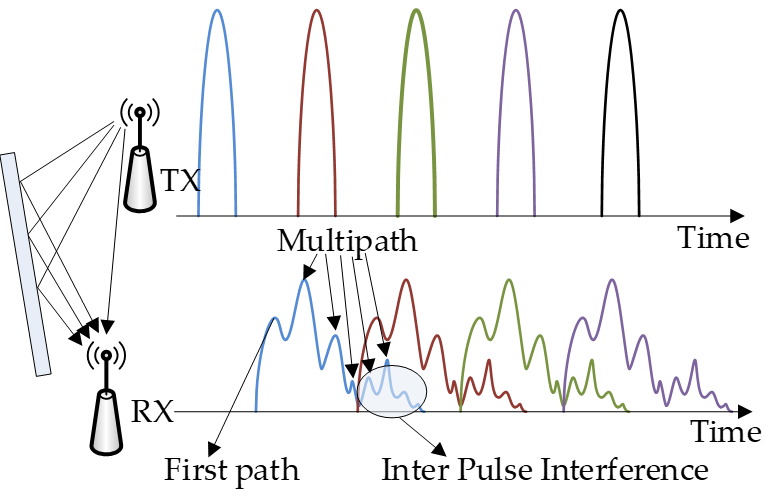 TX
Time
Multipath
RX
Time
First path
Inter Pulse Interference